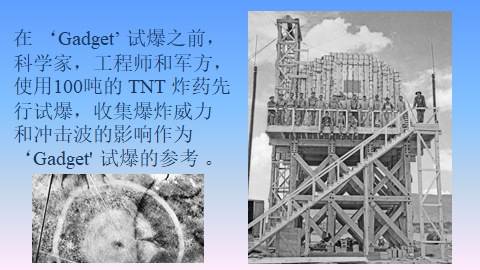 在 ‘Gadget’ 试爆之前，
科学家，工程师和军方，
使用100吨的 TNT 炸药先
行试爆，收集爆炸威力
和冲击波的影响作为
‘Gadget' 试爆的参考 。